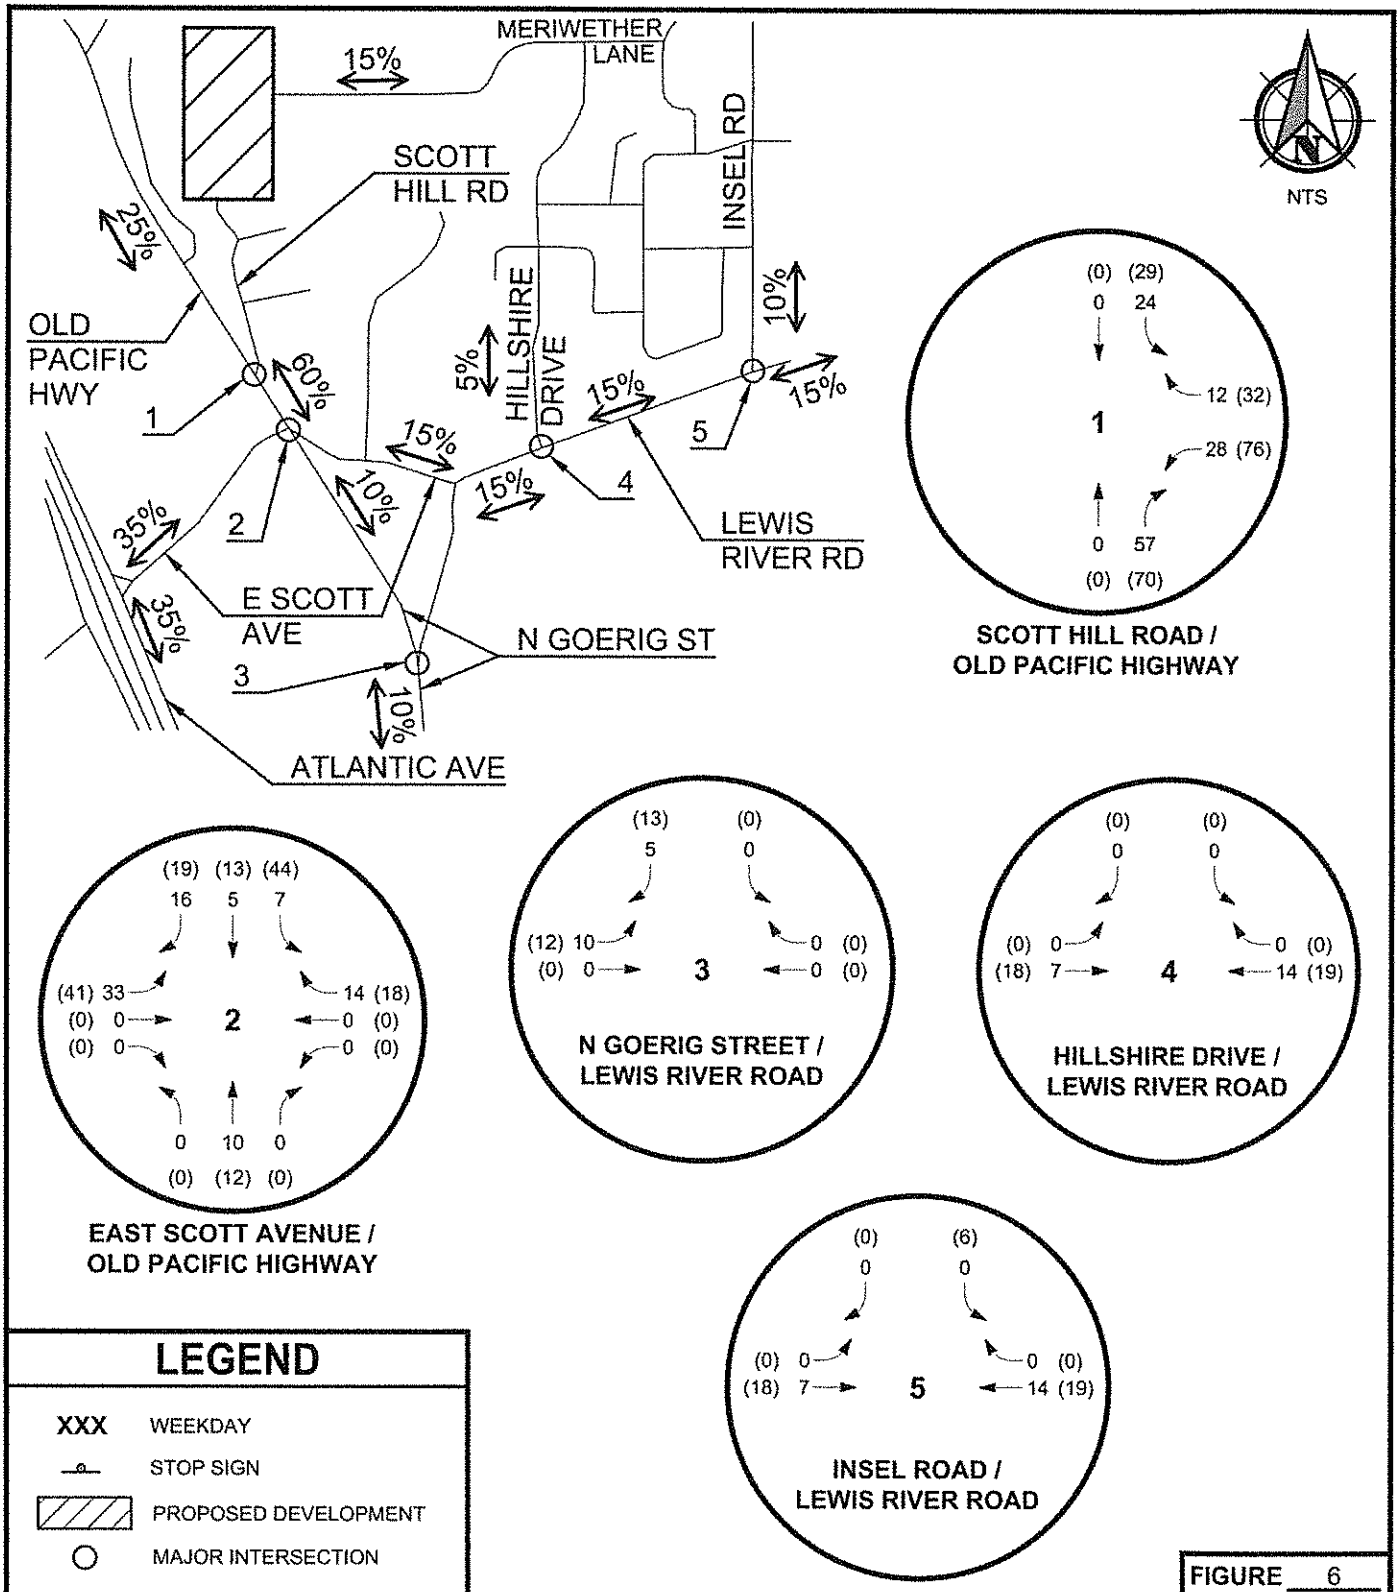 MERIWETHER
LANE
15%
INSEL RD
N
NTS
SCOTT
HILL RD
25%
OLD
PACIFIC
HWY
60%
1
5%
HILLSHIRE
DRIVE
10%
15%
15%
5
15%
15%
4
10%
2
35%
LEWIS
RIVER RD
E SCOTT
AVE
35%
N GOERIG ST
3
10%
ATLANTIC AVE
(0) (29)
0 24
12 (32)
1
28 (76)
0 57
(0) (70)
SCOTT HILL ROAD /
OLD PACIFIC HIGHWAY
(19) (13) (44)
16 5 7
(41) 33 14 (18)
(0) 0 2 0 (0)
(0) 0 0 (0)
0 10 0
(0) (12) (0)
EAST SCOTT AVENUE /
OLD PACIFIC HIGHWAY
(13) (0)
5 0
(12) 10 0 (0)
(0) 0 3 0 (0)
N GOERIG STREET /
LEWIS RIVER ROAD
(0) (0)
0 0
(0) 0 0 (0)
(18) 7 4 14 (19)
HILLSHIRE DRIVE /
LEWIS RIVER ROAD
(0) (6)
0 0
(0) 0 0 (0)
(18) 7 5 14 (19)
INSEL ROAD /
LEWIS RIVER ROAD
LEGEND
XXX WEEKDAY
STOP SIGN
PROPOSED DEVELOPMENT
MAJOR INTERSECTION
FIGURE 6